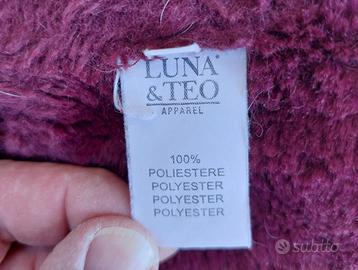 LUNA
& TEO
APPAREL
100%
POLIESTERE
POLYESTER
POLYESTER
POLYESTER
subito